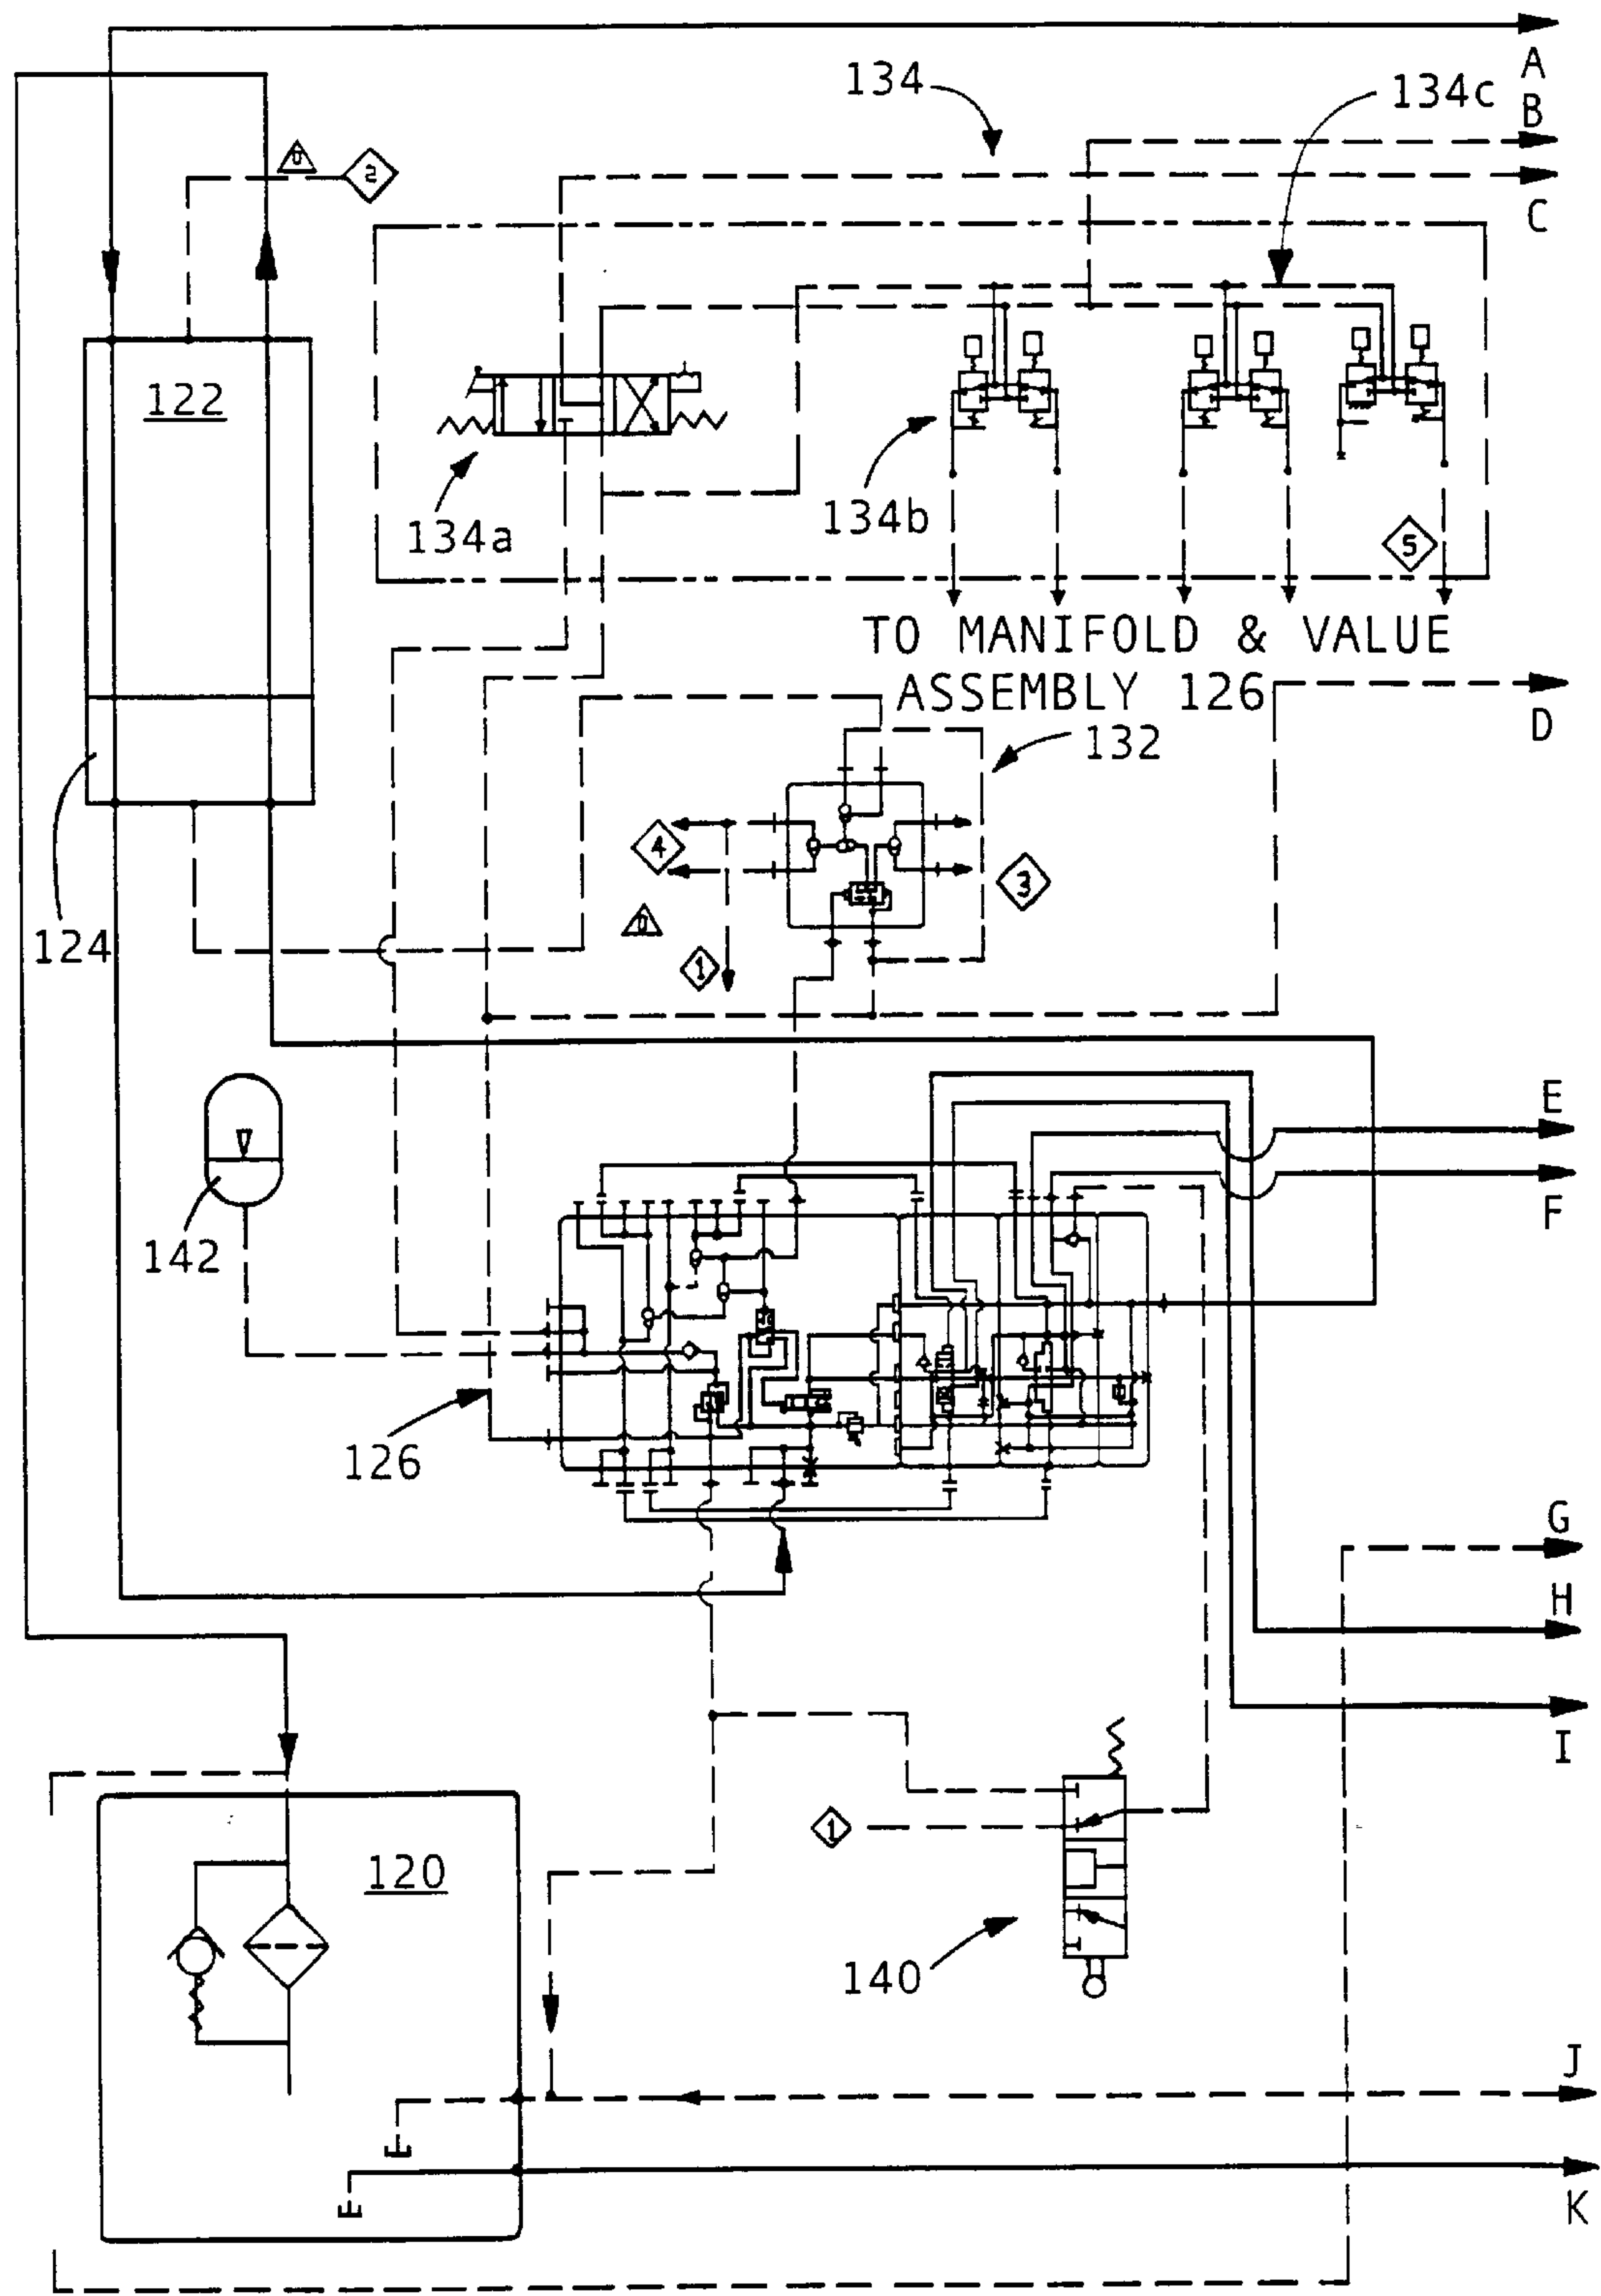 A
134
134c
B
2
C
122
134a
134b
5
TO MANIFOLD & VALUE
ASSEMBLY 126
D
132
4
3
124
1
E
142
F
126
G
H
I
1
120
140
J
K